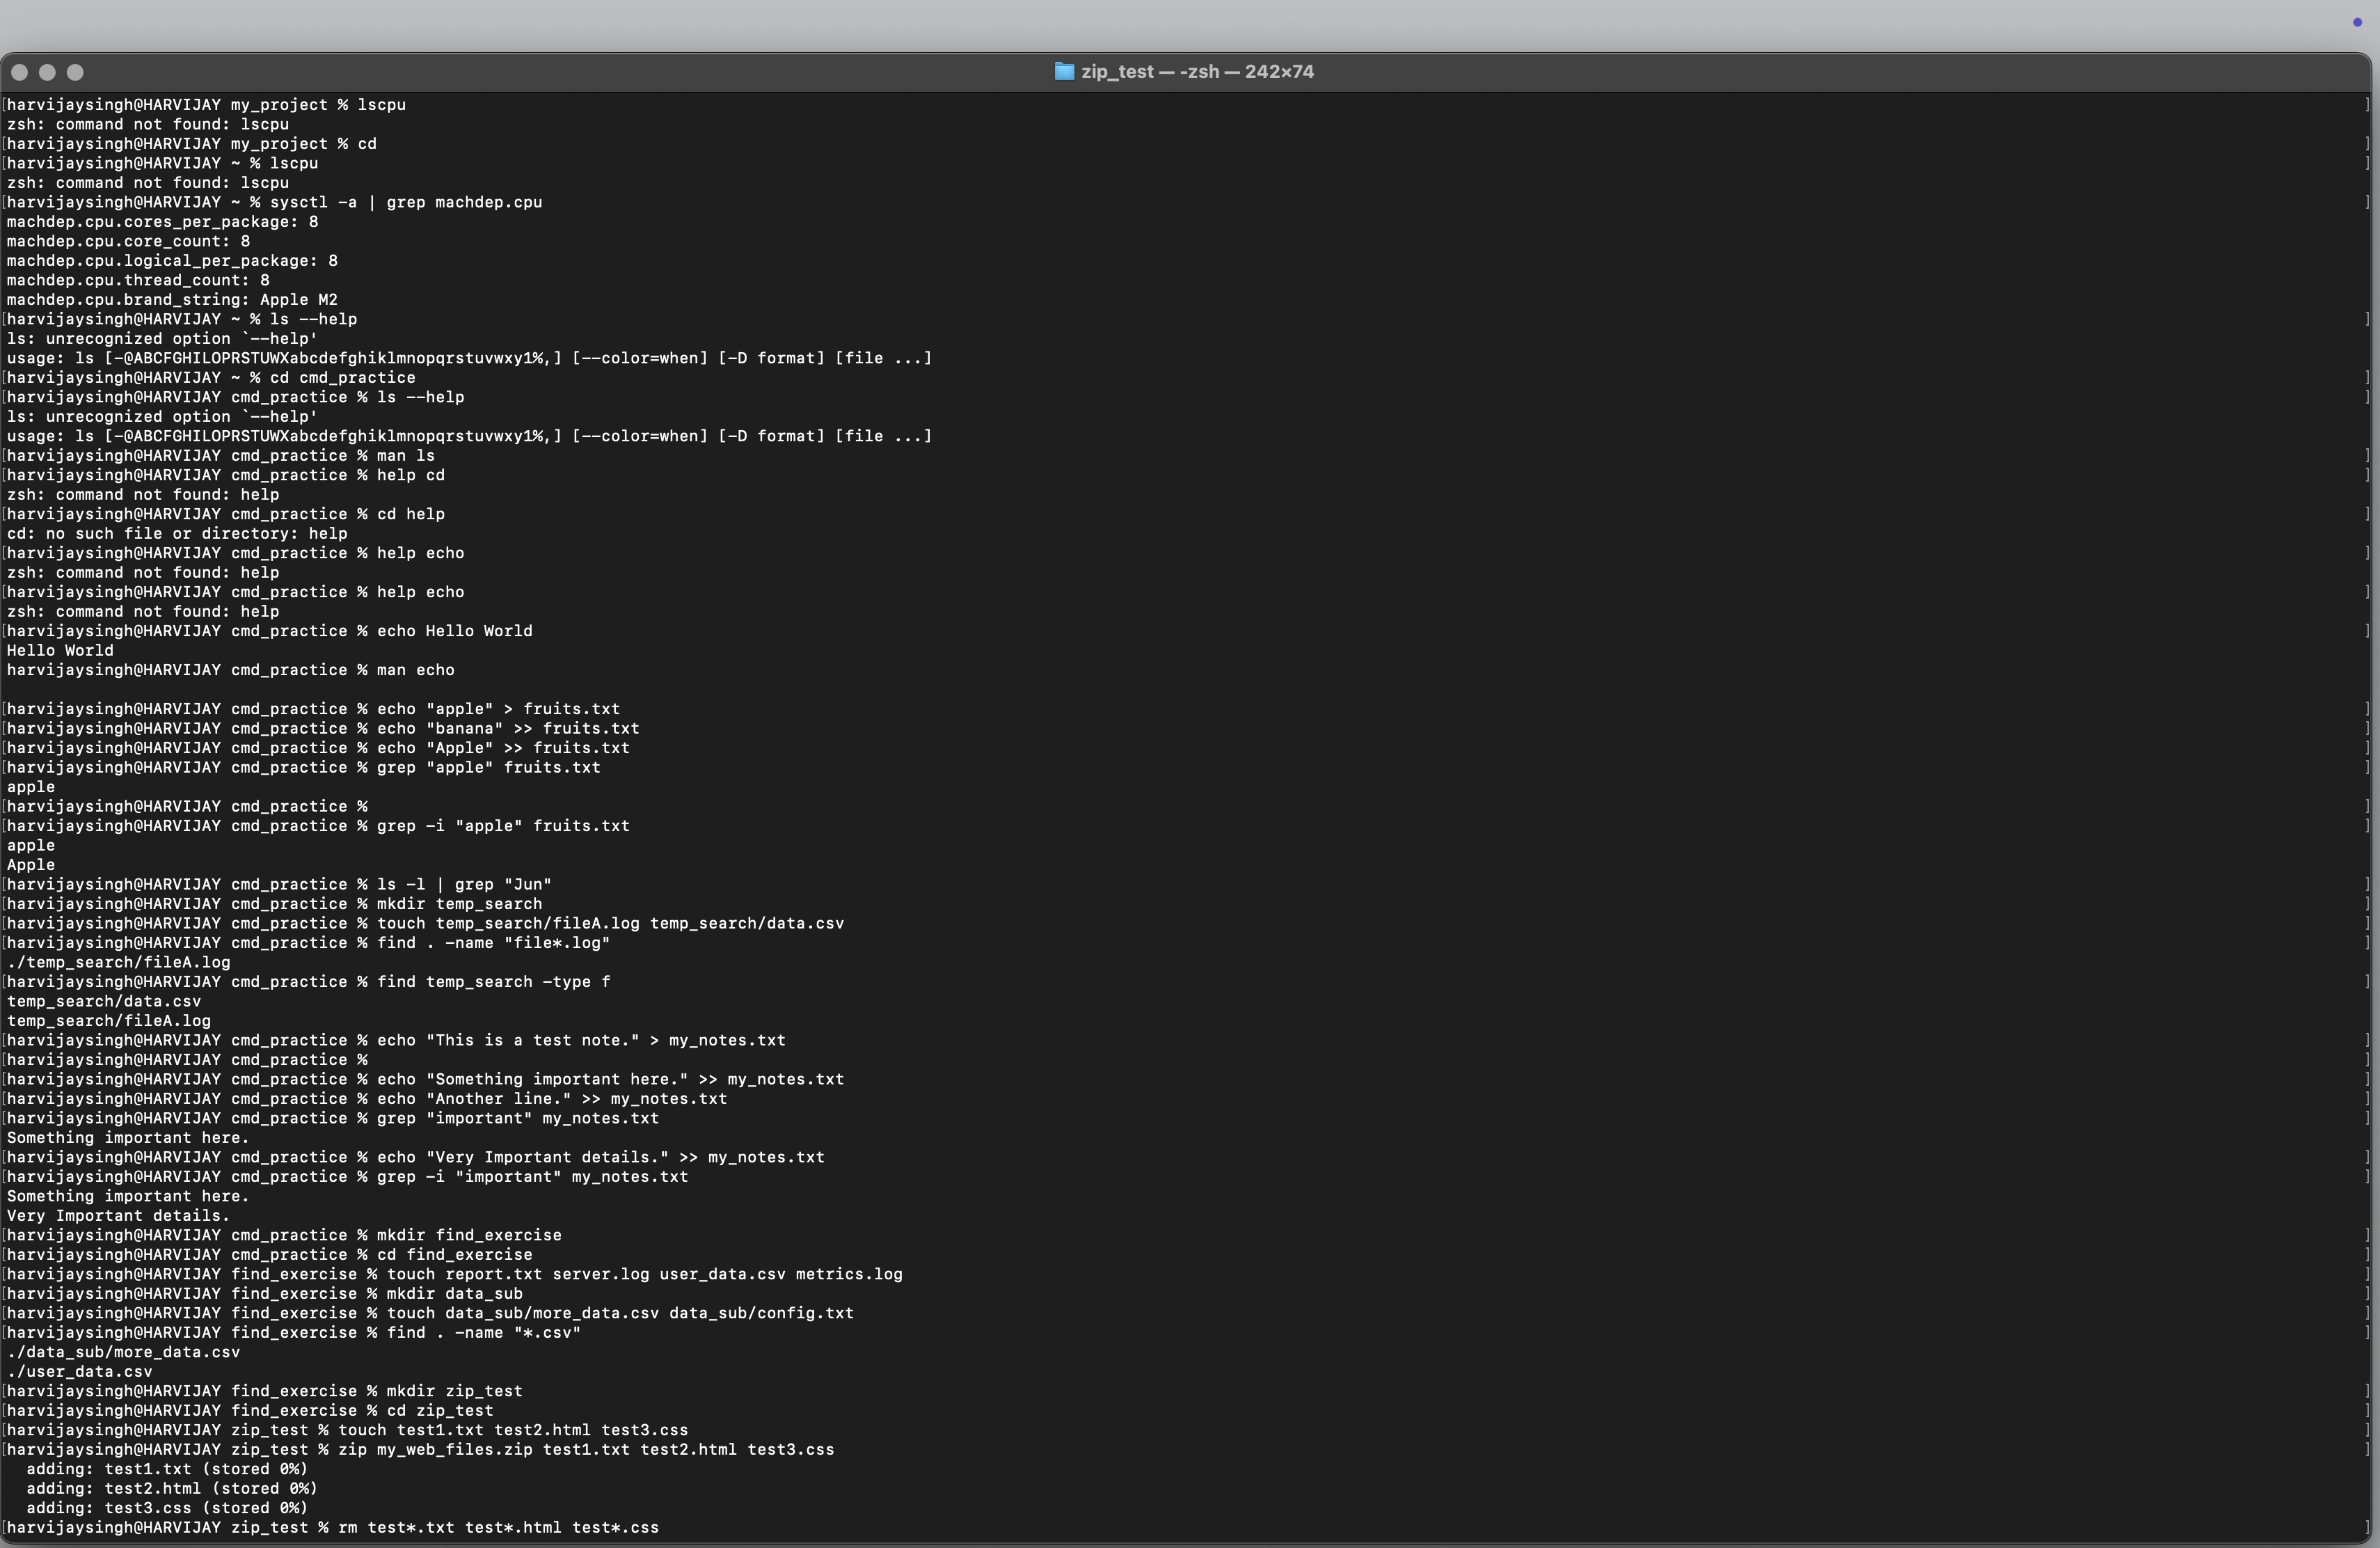 zip_test — -zsh — 242×74
[harvijaysingh@HARVIJAY my_project % lscpu ]
zsh: command not found: lscpu
[harvijaysingh@HARVIJAY my_project % cd ]
[harvijaysingh@HARVIJAY ~ % lscpu ]
zsh: command not found: lscpu
[harvijaysingh@HARVIJAY ~ % sysctl -a | grep machdep.cpu ]
machdep.cpu.cores_per_package: 8
machdep.cpu.core_count: 8
machdep.cpu.logical_per_package: 8
machdep.cpu.thread_count: 8
machdep.cpu.brand_string: Apple M2
[harvijaysingh@HARVIJAY ~ % ls --help ]
ls: unrecognized option `--help'
usage: ls [-@ABCFGHILOPRSTUWXabcdefghiklmnopqrstuvwxy1%,] [--color=when] [-D format] [file ...]
[harvijaysingh@HARVIJAY ~ % cd cmd_practice ]
[harvijaysingh@HARVIJAY cmd_practice % ls --help ]
ls: unrecognized option `--help'
usage: ls [-@ABCFGHILOPRSTUWXabcdefghiklmnopqrstuvwxy1%,] [--color=when] [-D format] [file ...]
[harvijaysingh@HARVIJAY cmd_practice % man ls ]
[harvijaysingh@HARVIJAY cmd_practice % help cd ]
zsh: command not found: help
[harvijaysingh@HARVIJAY cmd_practice % cd help ]
cd: no such file or directory: help
[harvijaysingh@HARVIJAY cmd_practice % help echo ]
zsh: command not found: help
[harvijaysingh@HARVIJAY cmd_practice % help echo ]
zsh: command not found: help
[harvijaysingh@HARVIJAY cmd_practice % echo Hello World ]
Hello World
harvijaysingh@HARVIJAY cmd_practice % man echo
[harvijaysingh@HARVIJAY cmd_practice % echo "apple" > fruits.txt ]
[harvijaysingh@HARVIJAY cmd_practice % echo "banana" >> fruits.txt ]
[harvijaysingh@HARVIJAY cmd_practice % echo "Apple" >> fruits.txt ]
[harvijaysingh@HARVIJAY cmd_practice % grep "apple" fruits.txt ]
apple
[harvijaysingh@HARVIJAY cmd_practice % ]
[harvijaysingh@HARVIJAY cmd_practice % grep -i "apple" fruits.txt ]
apple
Apple
[harvijaysingh@HARVIJAY cmd_practice % ls -l | grep "Jun" ]
[harvijaysingh@HARVIJAY cmd_practice % mkdir temp_search ]
[harvijaysingh@HARVIJAY cmd_practice % touch temp_search/fileA.log temp_search/data.csv ]
[harvijaysingh@HARVIJAY cmd_practice % find . -name "file*.log" ]
./temp_search/fileA.log
[harvijaysingh@HARVIJAY cmd_practice % find temp_search -type f ]
temp_search/data.csv
temp_search/fileA.log
[harvijaysingh@HARVIJAY cmd_practice % echo "This is a test note." > my_notes.txt ]
[harvijaysingh@HARVIJAY cmd_practice % ]
[harvijaysingh@HARVIJAY cmd_practice % echo "Something important here." >> my_notes.txt ]
[harvijaysingh@HARVIJAY cmd_practice % echo "Another line." >> my_notes.txt ]
[harvijaysingh@HARVIJAY cmd_practice % grep "important" my_notes.txt ]
Something important here.
[harvijaysingh@HARVIJAY cmd_practice % echo "Very Important details." >> my_notes.txt ]
[harvijaysingh@HARVIJAY cmd_practice % grep -i "important" my_notes.txt ]
Something important here.
Very Important details.
[harvijaysingh@HARVIJAY cmd_practice % mkdir find_exercise ]
[harvijaysingh@HARVIJAY cmd_practice % cd find_exercise ]
[harvijaysingh@HARVIJAY find_exercise % touch report.txt server.log user_data.csv metrics.log ]
[harvijaysingh@HARVIJAY find_exercise % mkdir data_sub ]
[harvijaysingh@HARVIJAY find_exercise % touch data_sub/more_data.csv data_sub/config.txt ]
[harvijaysingh@HARVIJAY find_exercise % find . -name "*.csv" ]
./data_sub/more_data.csv
./user_data.csv
[harvijaysingh@HARVIJAY find_exercise % mkdir zip_test ]
[harvijaysingh@HARVIJAY find_exercise % cd zip_test ]
[harvijaysingh@HARVIJAY zip_test % touch test1.txt test2.html test3.css ]
[harvijaysingh@HARVIJAY zip_test % zip my_web_files.zip test1.txt test2.html test3.css ]
  adding: test1.txt (stored 0%)
  adding: test2.html (stored 0%)
  adding: test3.css (stored 0%)
[harvijaysingh@HARVIJAY zip_test % rm test*.txt test*.html test*.css ]